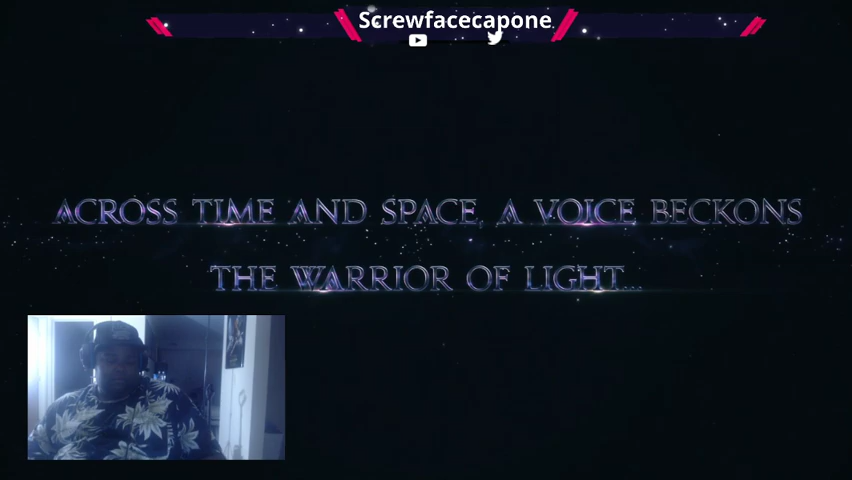 Screwfacecapone
ACROSS TIME AND SPACE, A VOICE BECKONS
THE WARRIOR OF LIGHT...